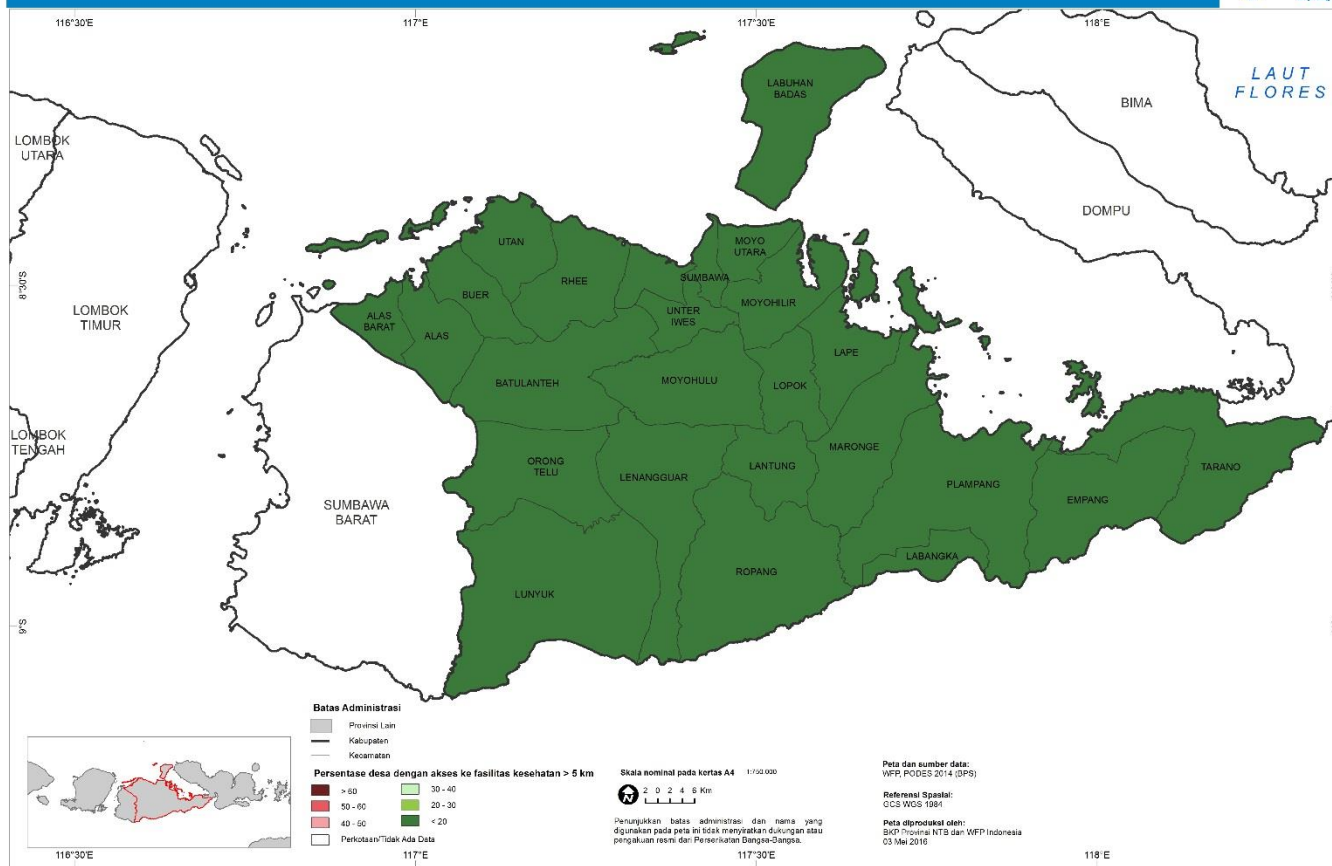 116°30'E
117°E
117°30'E
118°E
LABUHAN
BADAS
LAUT
FLORES
BIMA
LOMBOK
UTARA
DOMPU
UTAN
MOYO
UTARA
RHEE
SUMBAWA
8°30'S
BUER
MOYOHILIR
LOMBOK
TIMUR
ALAS
BARAT
UNTER
IWES
ALAS
LAPE
BATULANTEH
MOYOHULU
LOPOK
LOMBOK
TENGAH
ORONG
TELU
LENANGGUAR
LANTUNG
MARONGE
TARANO
PLAMPANG
EMPANG
SUMBAWA
BARAT
LABANGKA
ROPANG
LUNYUK
9°S
Batas Administrasi
Provinsi Lain
Kabupaten
Kecamatan
Persentase desa dengan akses ke fasilitas kesehatan > 5 km
> 60
50 - 60
40 - 50
30 - 40
20 - 30
< 20
Perkotaan/Tidak Ada Data
Skala nominal pada kertas A4 1:750.000
2 0 2 4 6 Km
Penunjukkan batas administrasi dan nama yang
digunakan pada peta ini tidak menyiratkan dukungan atau
pengakuan resmi dari Perserikatan Bangsa-Bangsa.
Peta dan sumber data:
WFP, PODES 2014 (BPS)
Referensi Spasial:
GCS WGS 1984
Peta diproduksi oleh:
BKP Provinsi NTB dan WFP Indonesia
03 Mei 2016
116°30'E
117°E
117°30'E
118°E